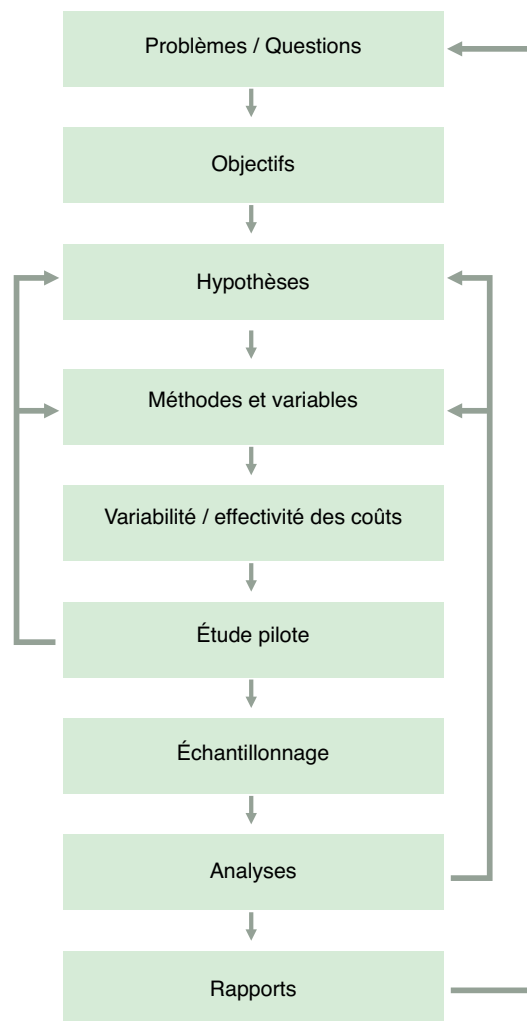 Problèmes / Questions
Objectifs
Hypothèses
Méthodes et variables
Variabilité / effectivité des coûts
Étude pilote
Échantillonnage
Analyses
Rapports